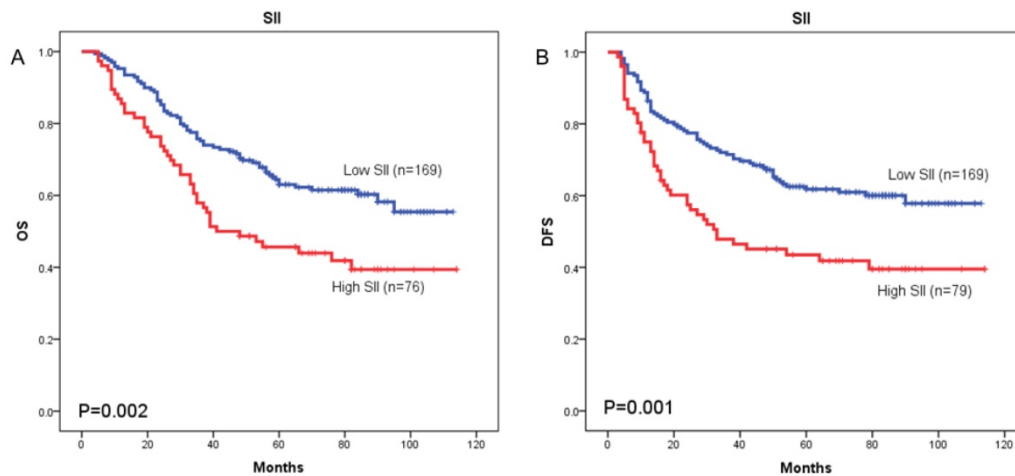 A
SII
OS
1.0
0.8
0.6
0.4
0.2
0.0
Low SII (n=169)
High SII (n=76)
P=0.002
0 20 40 60 80 100 120
Months
B
SII
DFS
1.0
0.8
0.6
0.4
0.2
0.0
Low SII (n=169)
High SII (n=79)
P=0.001
0 20 40 60 80 100 120
Months